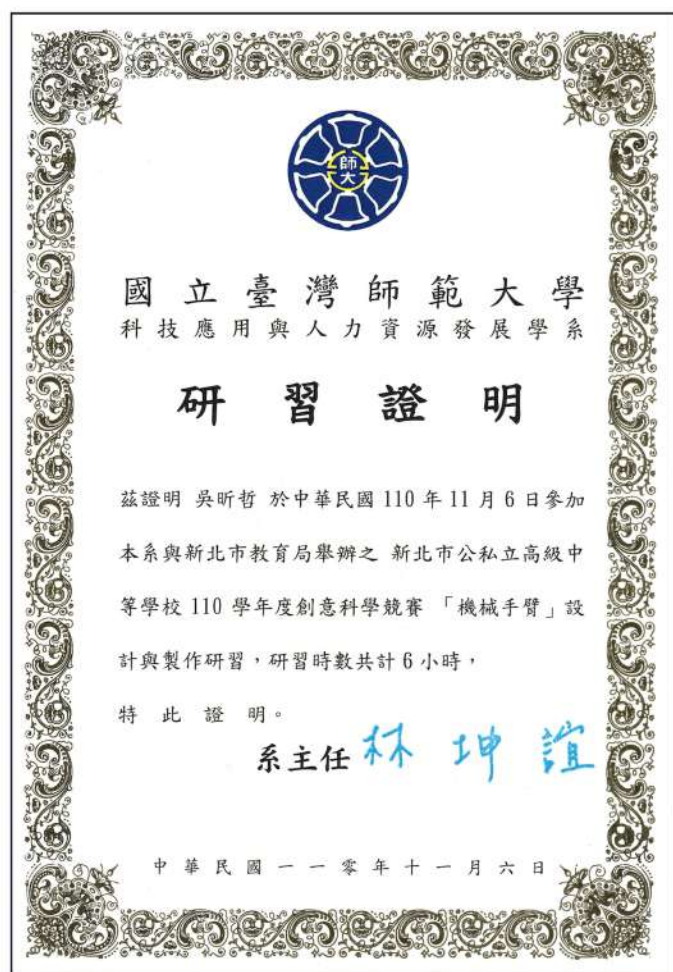 師大
國立臺灣師範大學
科技應用與人力資源發展學系
研習證明
茲證明 吳昕哲 於中華民國 110 年 11 月 6 日參加
本系與新北市教育局舉辦之 新北市公私立高級中
等學校 110 學年度創意科學競賽 「機械手臂」設
計與製作研習，研習時數共計 6 小時，
特此證明。
系主任 林坤誼
中華民國一一零年十一月六日